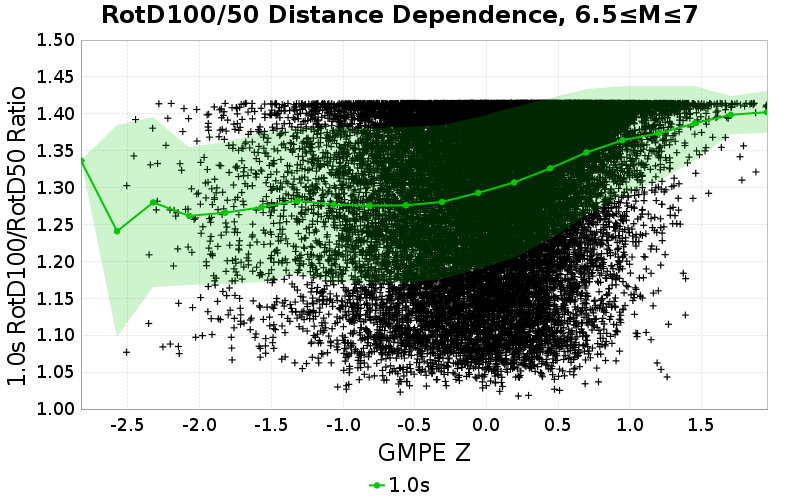 RotD100/50 Distance Dependence, 6.5≤M≤7
1.0s RotD100/RotD50 Ratio
1.50
1.45
1.40
1.35
1.30
1.25
1.20
1.15
1.10
1.05
1.00
-2.5 -2.0 -1.5 -1.0 -0.5 0.0 0.5 1.0 1.5
GMPE Z
1.0s